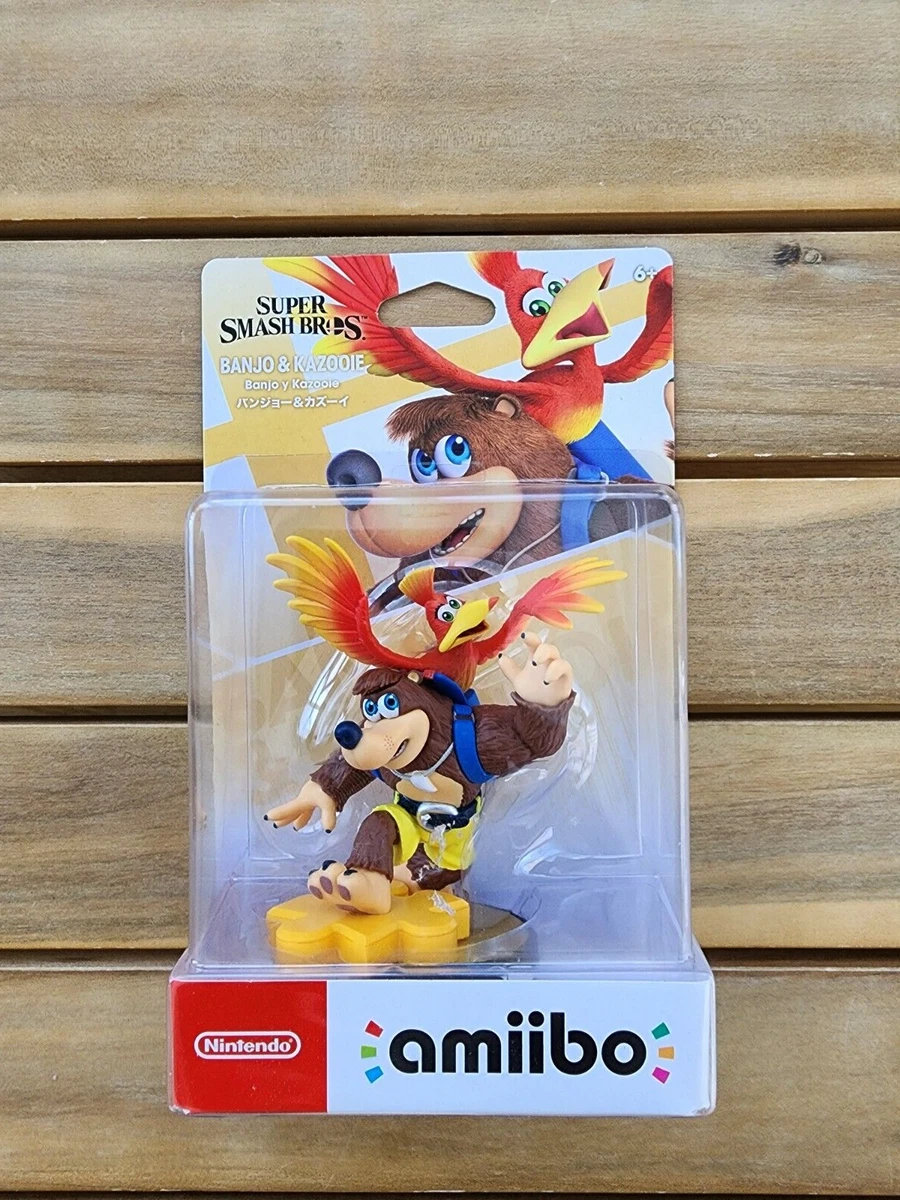 6+
SUPER
SMASH BROS.™
BANJO & KAZOOIE
Banjo y Kazooie
バンジョー&カズーイ
Nintendo®
amiibo